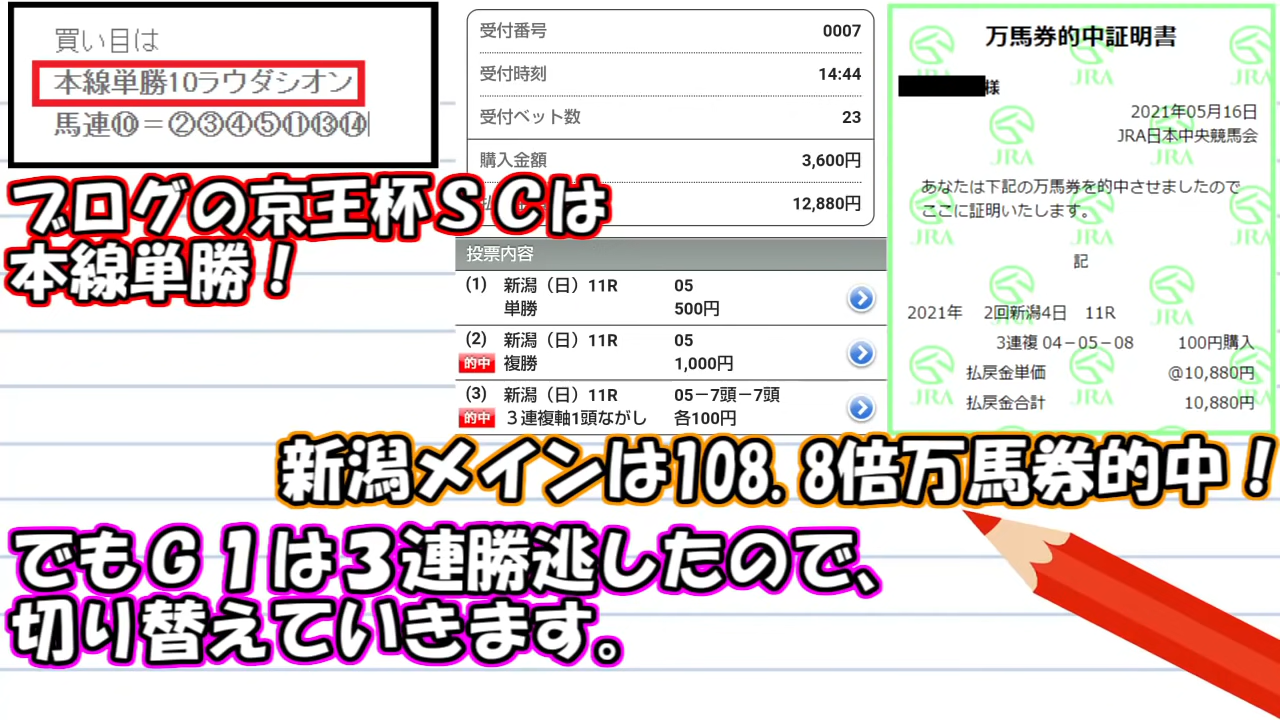 買い目は
本線単勝10ラウダシオン
馬連⑩＝②③④⑤⑪⑬⑭
ブログの京王杯ＳＣは
本線単勝！
受付番号 0007
受付時刻 14:44
受付ベット数 23
購入金額 3,600円
12,880円
投票内容
(1) 新潟（日）11R 05
単勝 500円
(2) 新潟（日）11R 05
的中 複勝 1,000円
(3) 新潟（日）11R 05－7頭－7頭
的中 ３連複軸1頭ながし 各100円
万馬券的中証明書
様
2021年05月16日
JRA日本中央競馬会
あなたは下記の万馬券を的中させましたので
ここに証明いたします。
記
2021年 2回新潟4日 11R
3連複 04－05－08 100円購入
払戻金単価 @10,880円
払戻金合計 10,880円
JRA
新潟メインは108.8倍万馬券的中！
でもＧ１は３連勝逃したので、
切り替えていきます。